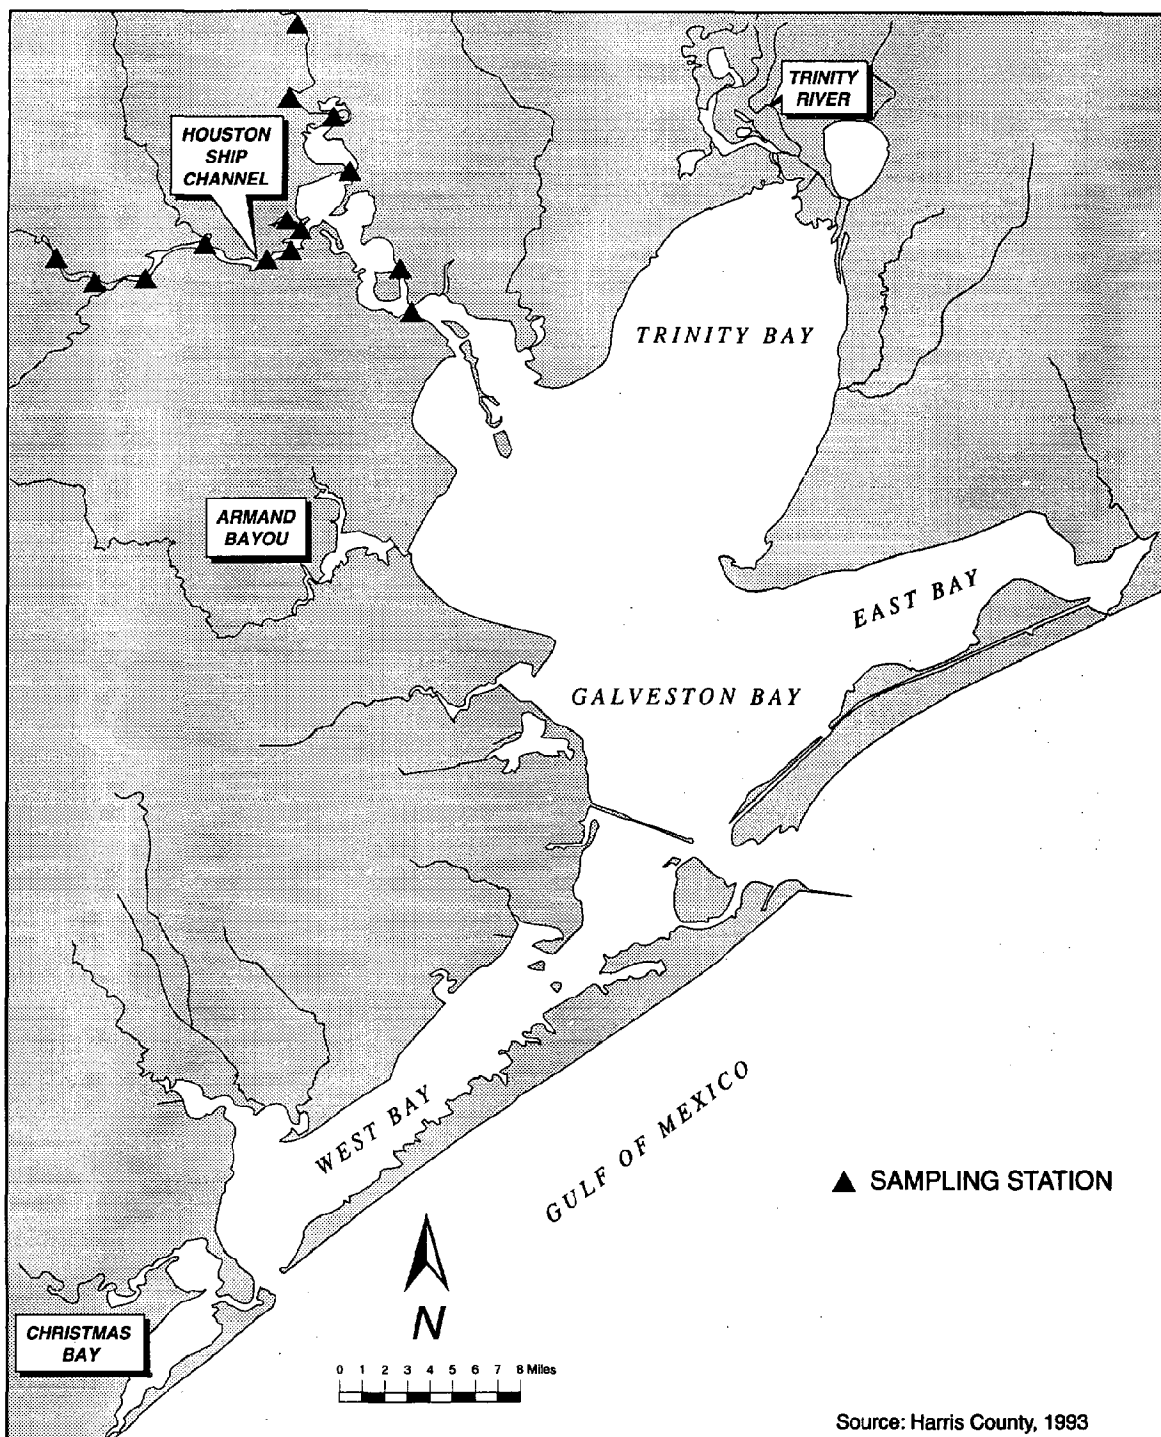 TRINITY
RIVER
HOUSTON
SHIP
CHANNEL
TRINITY BAY
ARMAND
BAYOU
EAST BAY
GALVESTON BAY
WEST BAY
GULF OF MEXICO
SAMPLING STATION
N
CHRISTMAS
BAY
0 1 2 3 4 5 6 7 8 Miles
Source: Harris County, 1993